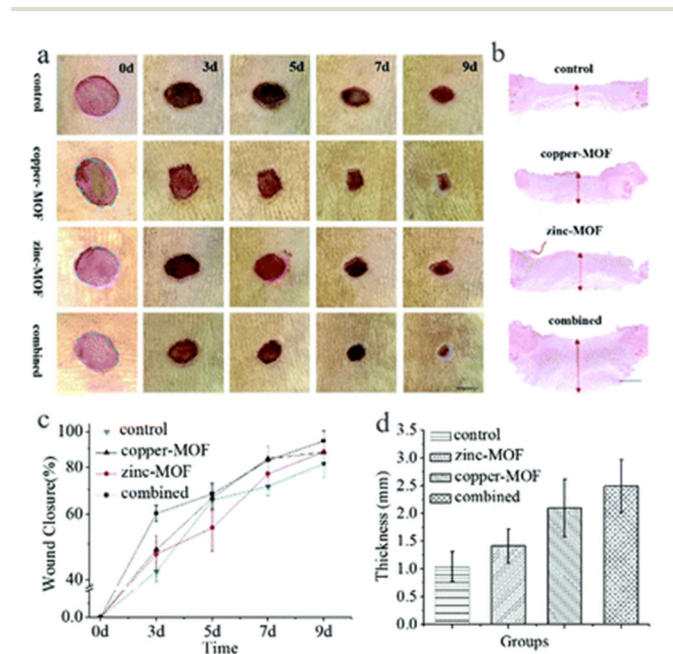 a
0d 3d 5d 7d 9d
control
copper-MOF
zinc-MOF
combined
b
control
copper-MOF
zinc-MOF
combined
c
Wound Closure(%)
100
80
60
40
0.0
control
copper-MOF
zinc-MOF
combined
0d 3d 5d 7d 9d
Time
d
Thickness (mm)
3.5
3.0
2.5
2.0
1.5
1.0
0.5
0.0
control
zinc-MOF
copper-MOF
combined
Groups